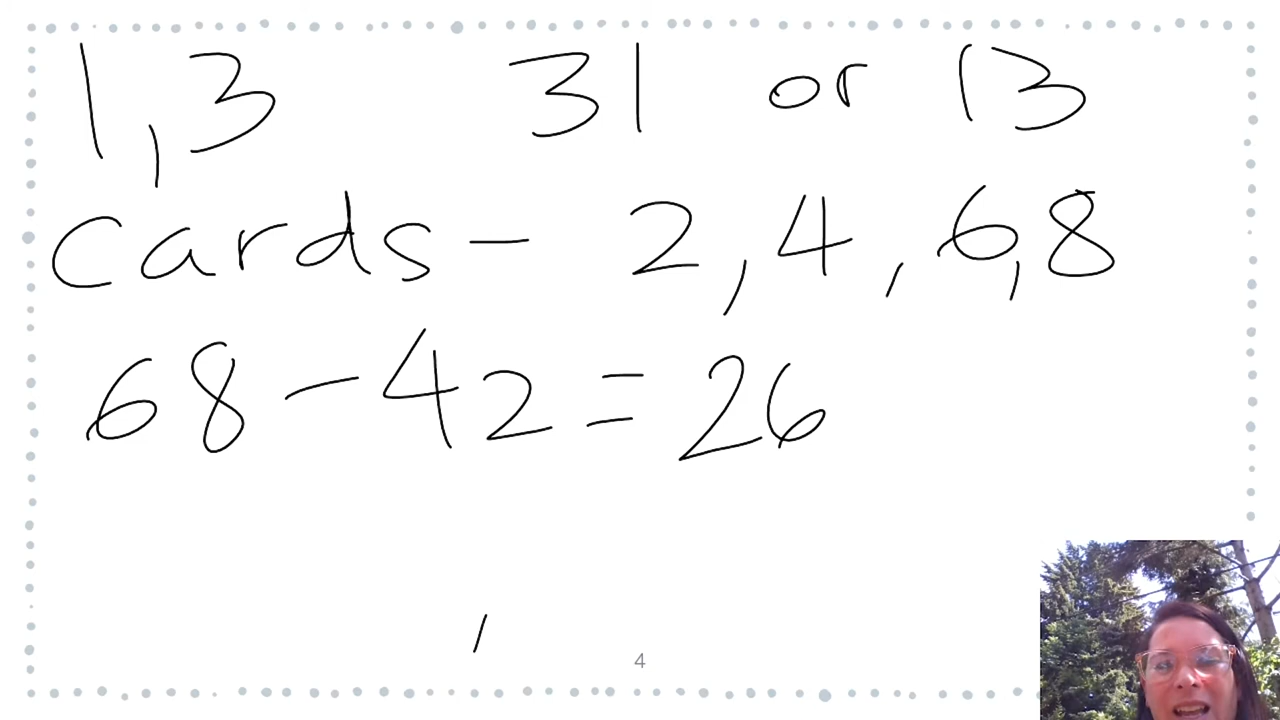 1,3 31 or 13
cards - 2,4,6,8
68 - 42 = 26
4